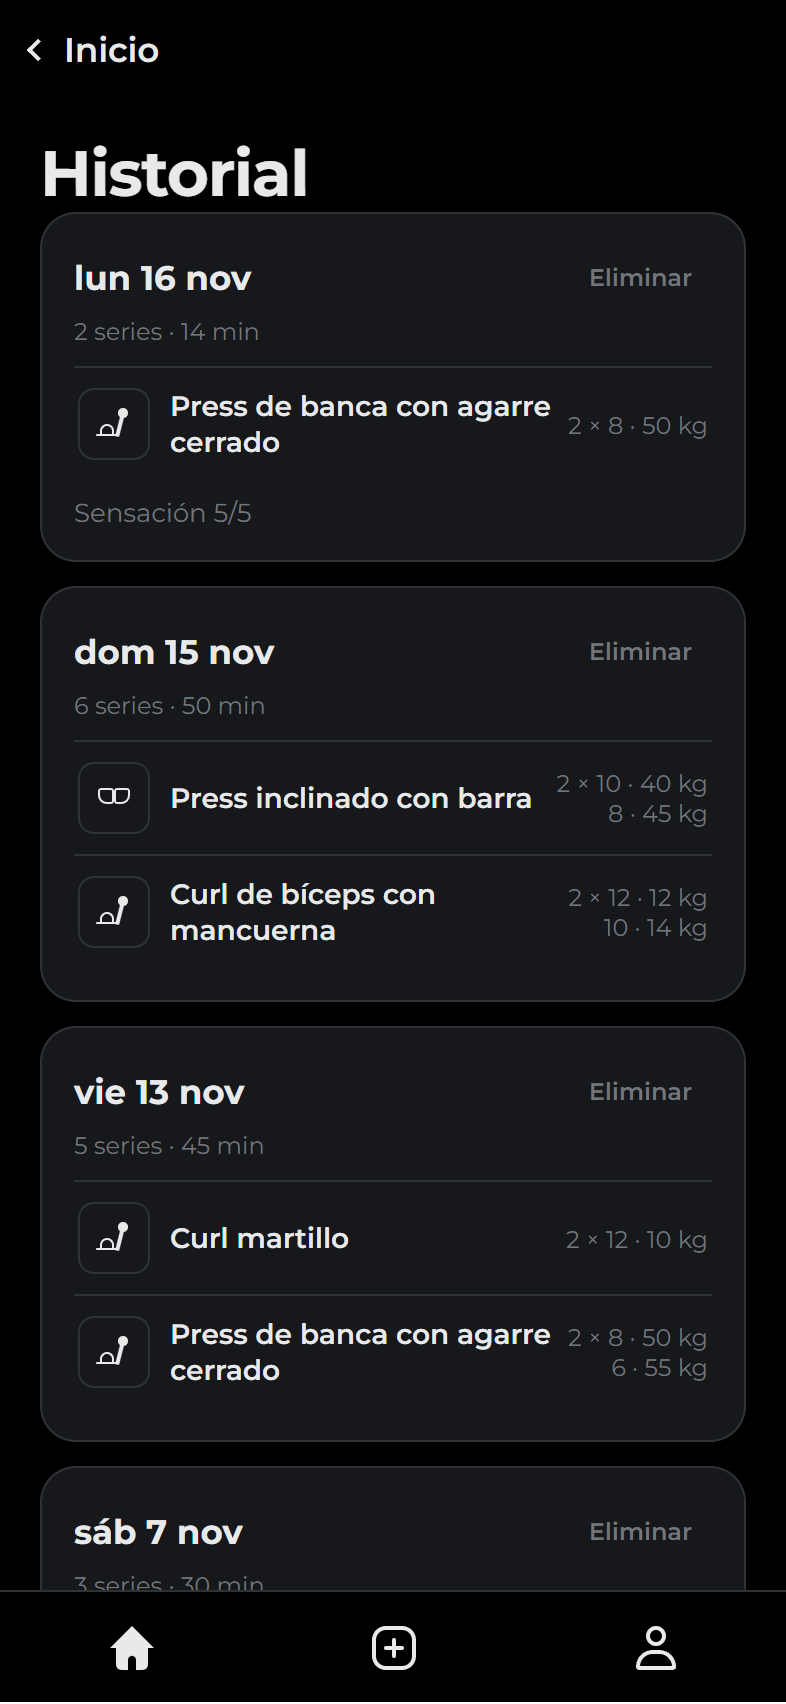 Inicio
Historial
lun 16 nov
Eliminar
2 series · 14 min
Press de banca con agarre
cerrado
2 × 8 · 50 kg
Sensación 5/5
dom 15 nov
Eliminar
6 series · 50 min
Press inclinado con barra
2 × 10 · 40 kg
8 · 45 kg
Curl de bíceps con
mancuerna
2 × 12 · 12 kg
10 · 14 kg
vie 13 nov
Eliminar
5 series · 45 min
Curl martillo
2 × 12 · 10 kg
Press de banca con agarre
cerrado
2 × 8 · 50 kg
6 · 55 kg
sáb 7 nov
Eliminar
3 series · 30 min